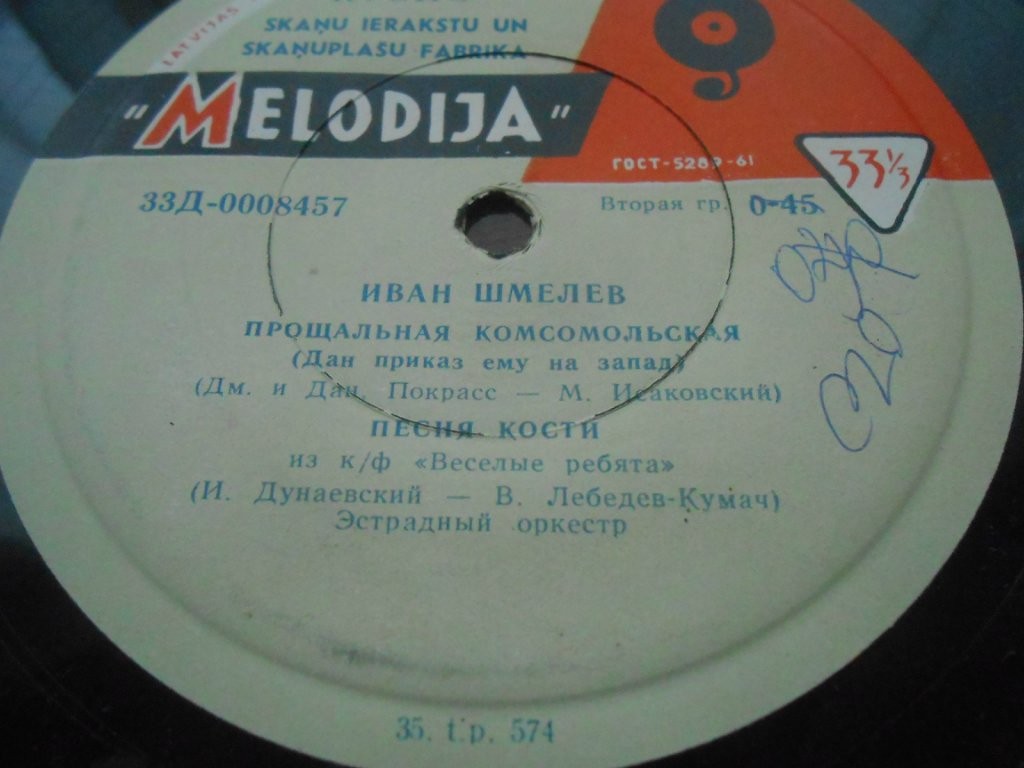 LATVIJAS
SKAŅU IERAKSTU UN
SKAŅUPLAŠU FABRIKA
"MELODIJA"
ГОСТ-5289-61
33⅓
33Д-0008457
Вторая гр. 0-45
ИВАН ШМЕЛЕВ
ПРОЩАЛЬНАЯ КОМСОМОЛЬСКАЯ
(Дан приказ ему на запад)
(Дм. и Дан. Покрасс — М. Исаковский)
ПЕСНЯ КОСТИ
из к/ф «Веселые ребята»
(И. Дунаевский — В. Лебедев-Кумач)
Эстрадный оркестр
35. t.p. 574